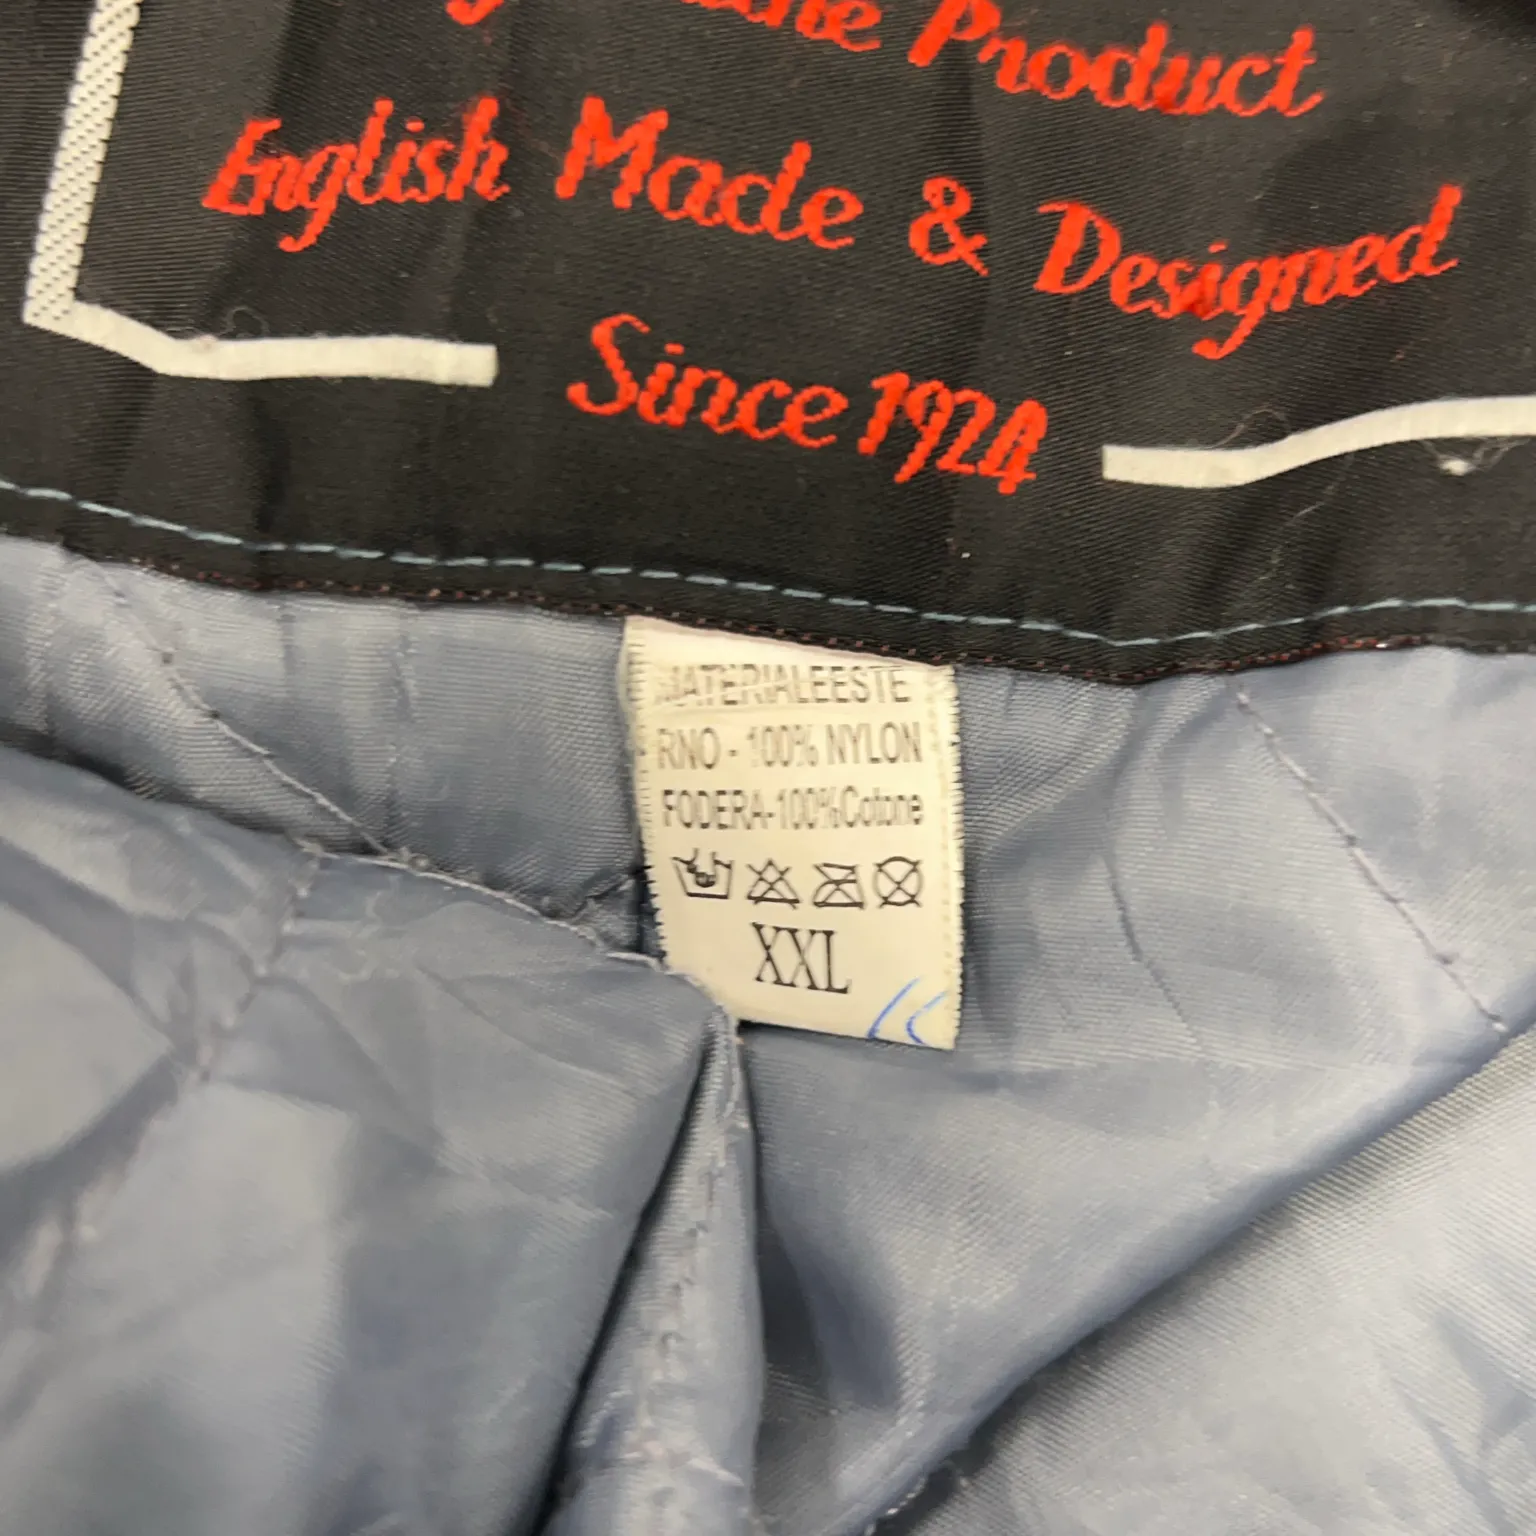 Product
English Made & Designed
Since 1924
MATERIALEESTE
RNO - 100% NYLON
FODERA-100%Cotone
XXL